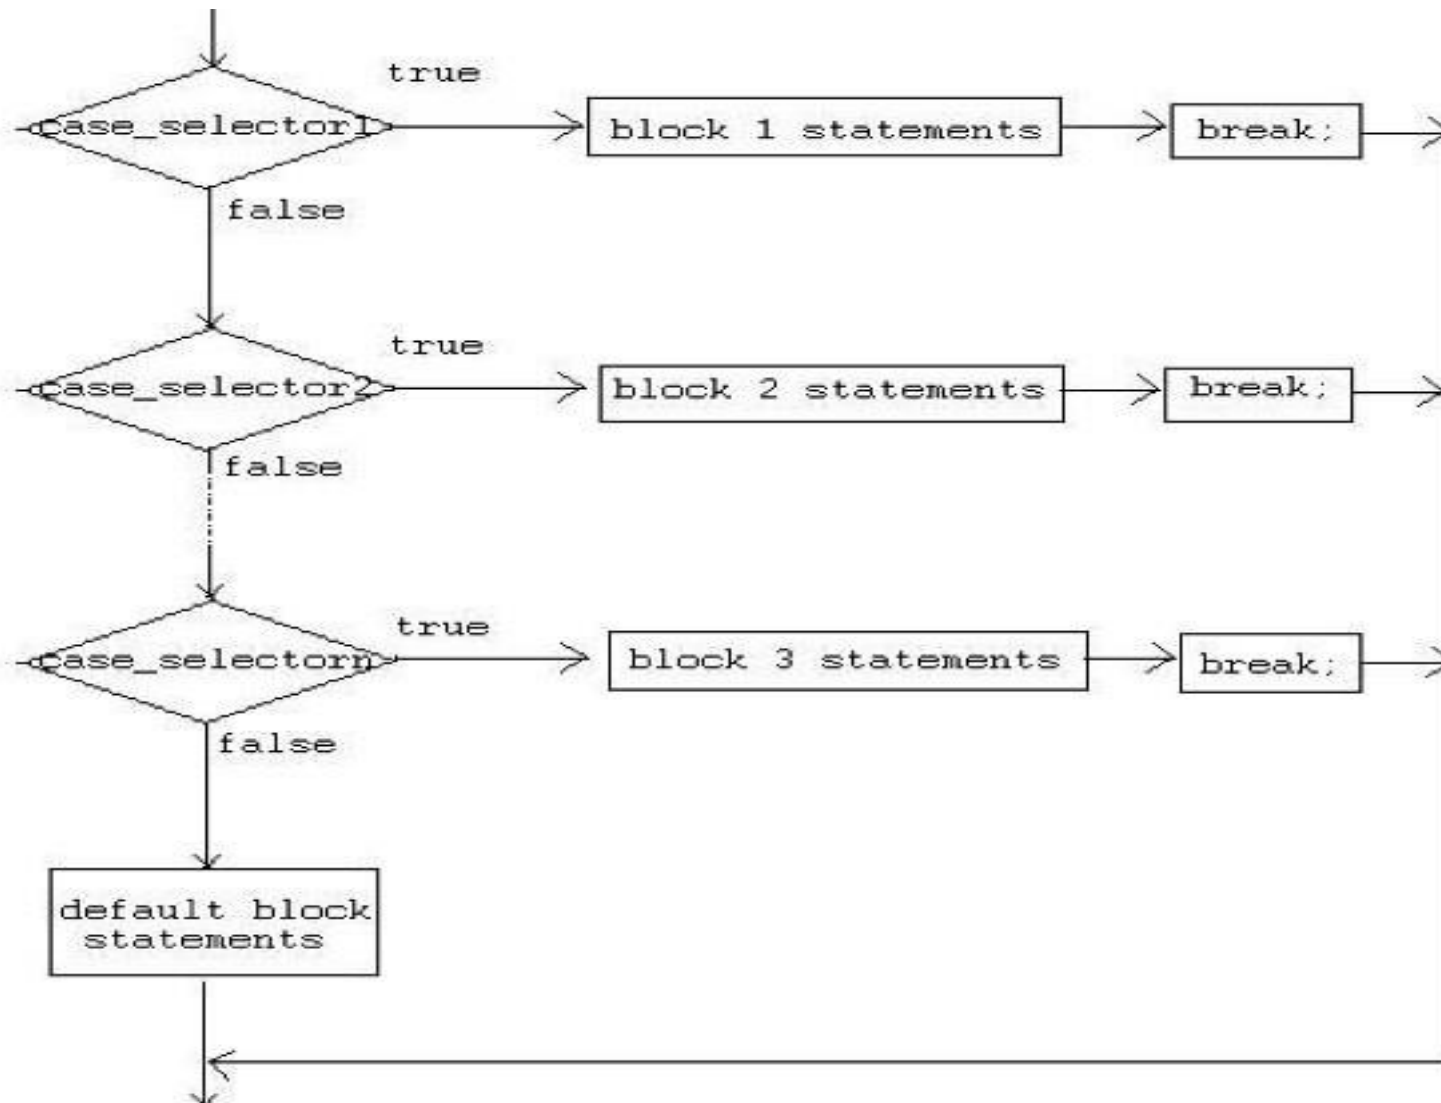 true
case_selector1
block 1 statements
break;
false
true
case_selector2
block 2 statements
break;
false
true
case_selectorn
block 3 statements
break;
false
default block
statements